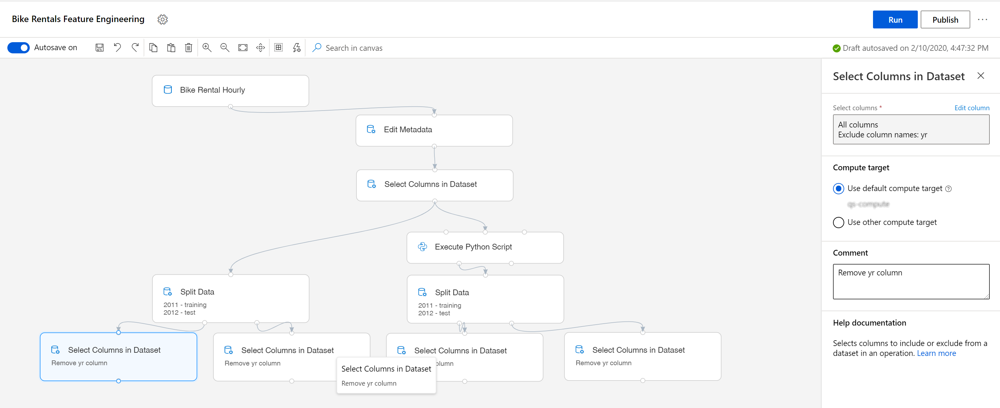 Bike Rentals Feature Engineering
Run
Publish
Autosave on
Search in canvas
Draft autosaved on 2/10/2020, 4:47:32 PM
Bike Rental Hourly
Edit Metadata
Select Columns in Dataset
Execute Python Script
Split Data
2011 - training
2012 - test
Split Data
2011 - training
2012 - test
Select Columns in Dataset
Remove yr column
Select Columns in Dataset
Remove yr column
Select Columns in Dataset
Select Columns in Dataset
Remove yr column
Select Columns in Dataset
Remove yr column
Select Columns in Dataset
Select columns *
Edit column
All columns
Exclude column names: yr
Compute target
Use default compute target
qs-compute
Use other compute target
Comment
Remove yr column
Help documentation
Selects columns to include or exclude from a
dataset in an operation. Learn more